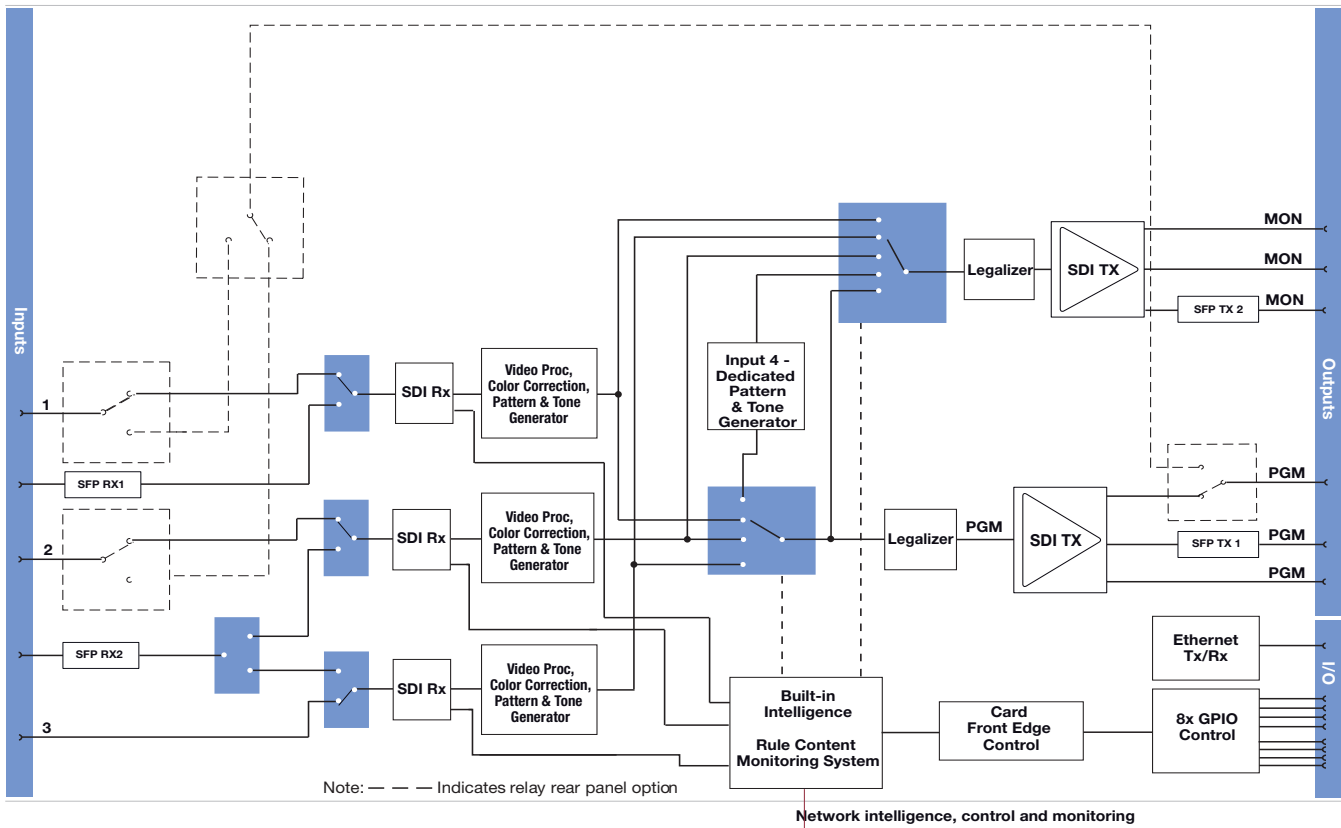 Inputs
1
SFP RX1
2
SFP RX2
3
SDI Rx
Video Proc,
Color Correction,
Pattern & Tone
Generator
SDI Rx
Video Proc,
Color Correction,
Pattern & Tone
Generator
SDI Rx
Video Proc,
Color Correction,
Pattern & Tone
Generator
Input 4 -
Dedicated
Pattern
& Tone
Generator
Legalizer
SDI TX
MON
MON
SFP TX 2
MON
Legalizer
PGM
SDI TX
PGM
SFP TX 1
PGM
PGM
Outputs
Ethernet
Tx/Rx
I/O
Built-in
Intelligence
Rule Content
Monitoring System
Card
Front Edge
Control
8x GPIO
Control
Note: — — — Indicates relay rear panel option
Network intelligence, control and monitoring